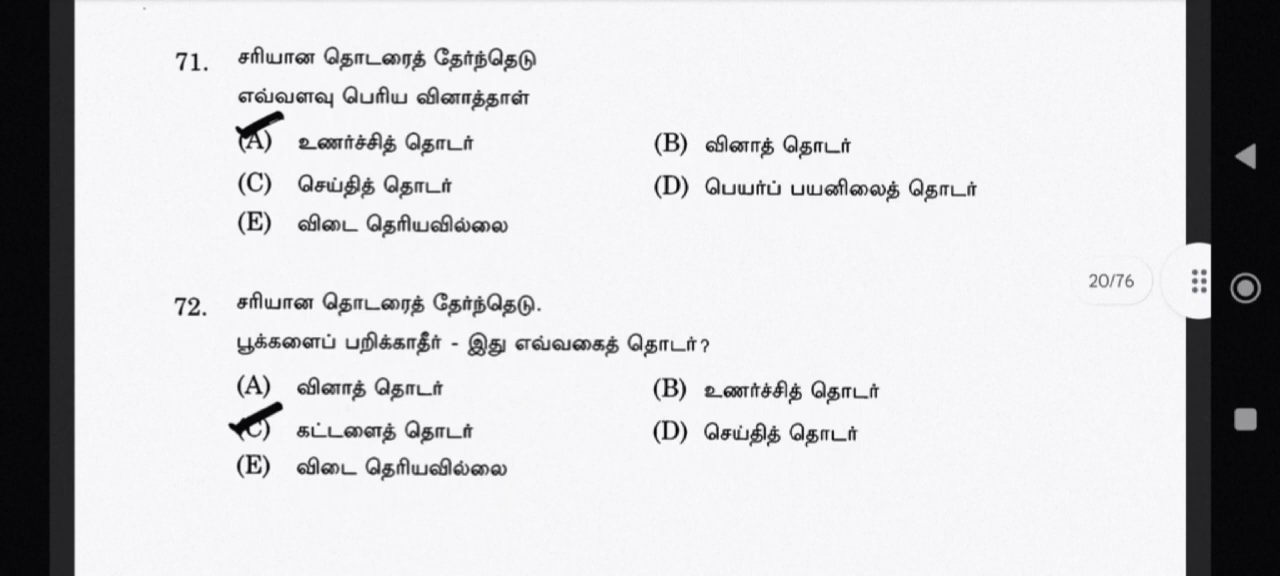 71. சரியான தொடரைத் தேர்ந்தெடு
எவ்வளவு பெரிய வினாத்தாள்
(A) உணர்ச்சித் தொடர் (B) வினாத் தொடர்
(C) செய்தித் தொடர் (D) பெயர்ப் பயனிலைத் தொடர்
(E) விடை தெரியவில்லை
20/76
72. சரியான தொடரைத் தேர்ந்தெடு.
பூக்களைப் பறிக்காதீர் - இது எவ்வகைத் தொடர்?
(A) வினாத் தொடர் (B) உணர்ச்சித் தொடர்
(C) கட்டளைத் தொடர் (D) செய்தித் தொடர்
(E) விடை தெரியவில்லை